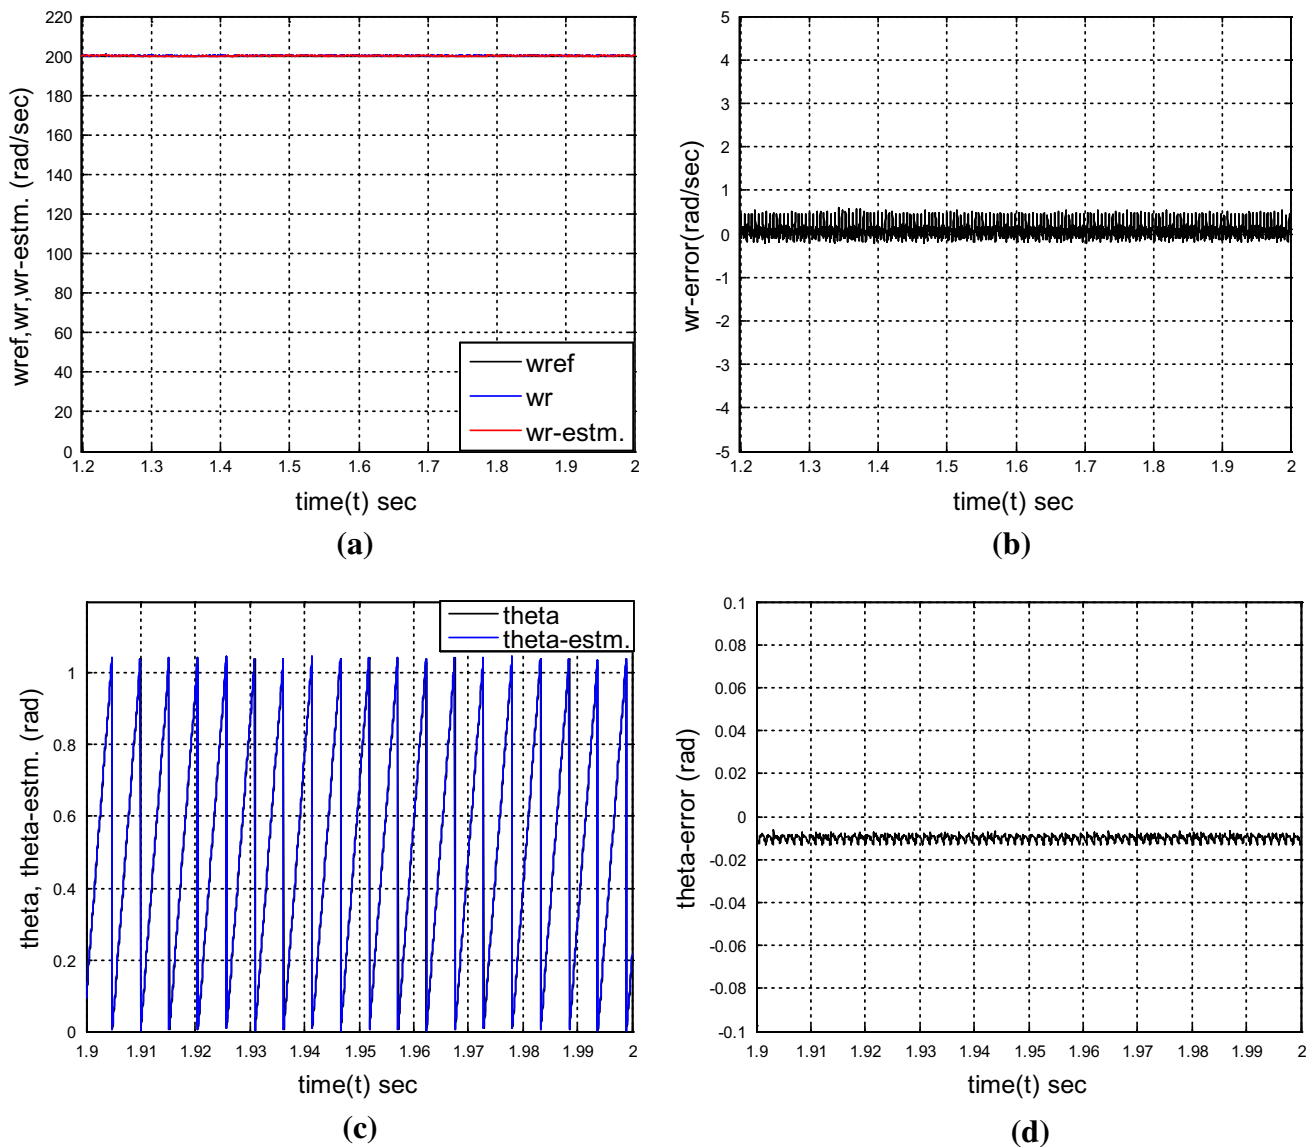 220
200
180
160
140
120
100
80
60
40
20
0
wref,wr,wr-estm. (rad/sec)
wref
wr
wr-estm.
1.2 1.3 1.4 1.5 1.6 1.7 1.8 1.9 2
time(t) sec
(a)
5
4
3
2
1
0
-1
-2
-3
-4
-5
wr-error(rad/sec)
1.2 1.3 1.4 1.5 1.6 1.7 1.8 1.9 2
time(t) sec
(b)
theta
theta-estm.
1
0.8
0.6
0.4
0.2
0
theta, theta-estm. (rad)
1.9 1.91 1.92 1.93 1.94 1.95 1.96 1.97 1.98 1.99 2
time(t) sec
(c)
0.1
0.08
0.06
0.04
0.02
0
-0.02
-0.04
-0.06
-0.08
-0.1
theta-error (rad)
1.9 1.91 1.92 1.93 1.94 1.95 1.96 1.97 1.98 1.99 2
time(t) sec
(d)